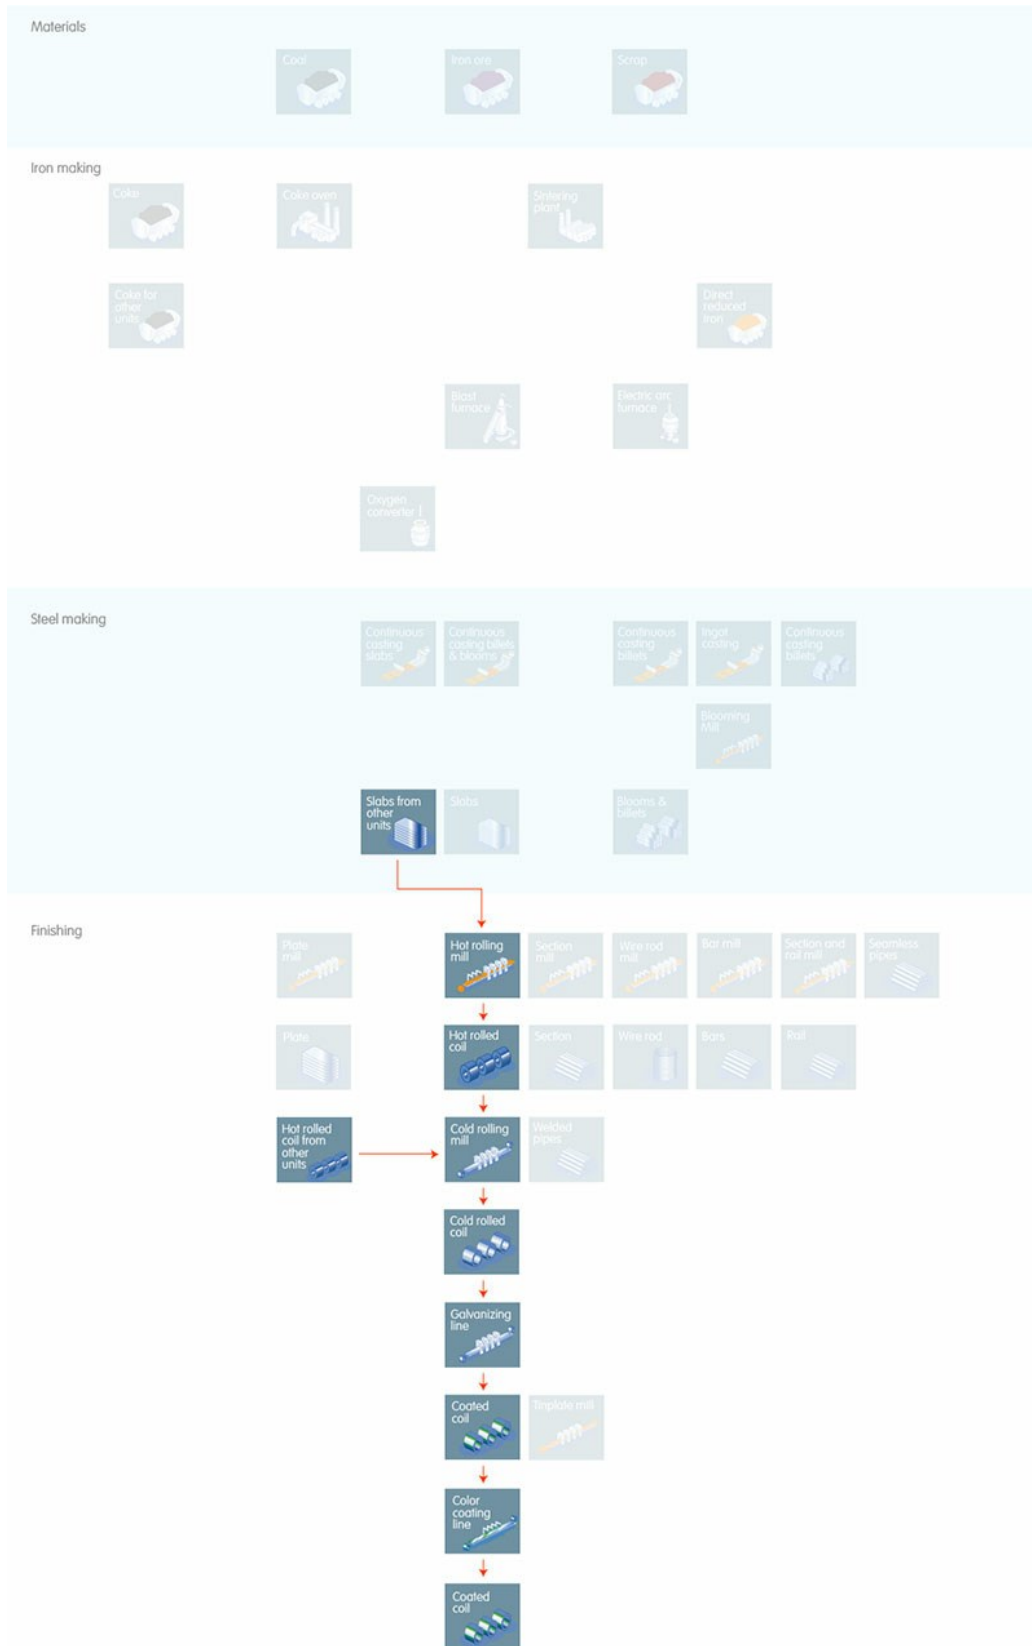 Materials
Coal
Iron ore
Scrap
Iron making
Coke
Coke oven
Sintering
plant
Coke for
other
units
Direct
reduced
iron
Blast
furnace
Electric arc
furnace
Oxygen
converter
Steel making
Continuous
casting
slabs
Continuous
casting billets
& blooms
Continuous
casting
billets
Ingot
casting
Continuous
casting
billets
Blooming
Mill
Slabs from
other
units
Slabs
Blooms &
billets
Finishing
Plate
mill
Hot rolling
mill
Section
mill
Wire rod
mill
Bar mill
Section and
rail mill
Seamless
pipes
Plate
Hot rolled
coil
Section
Wire rod
Bars
Rail
Hot rolled
coil from
other
units
Cold rolling
mill
Welded
pipes
Cold rolled
coil
Galvanizing
line
Coated
coil
Tinplate mill
Color
coating
line
Coated
coil